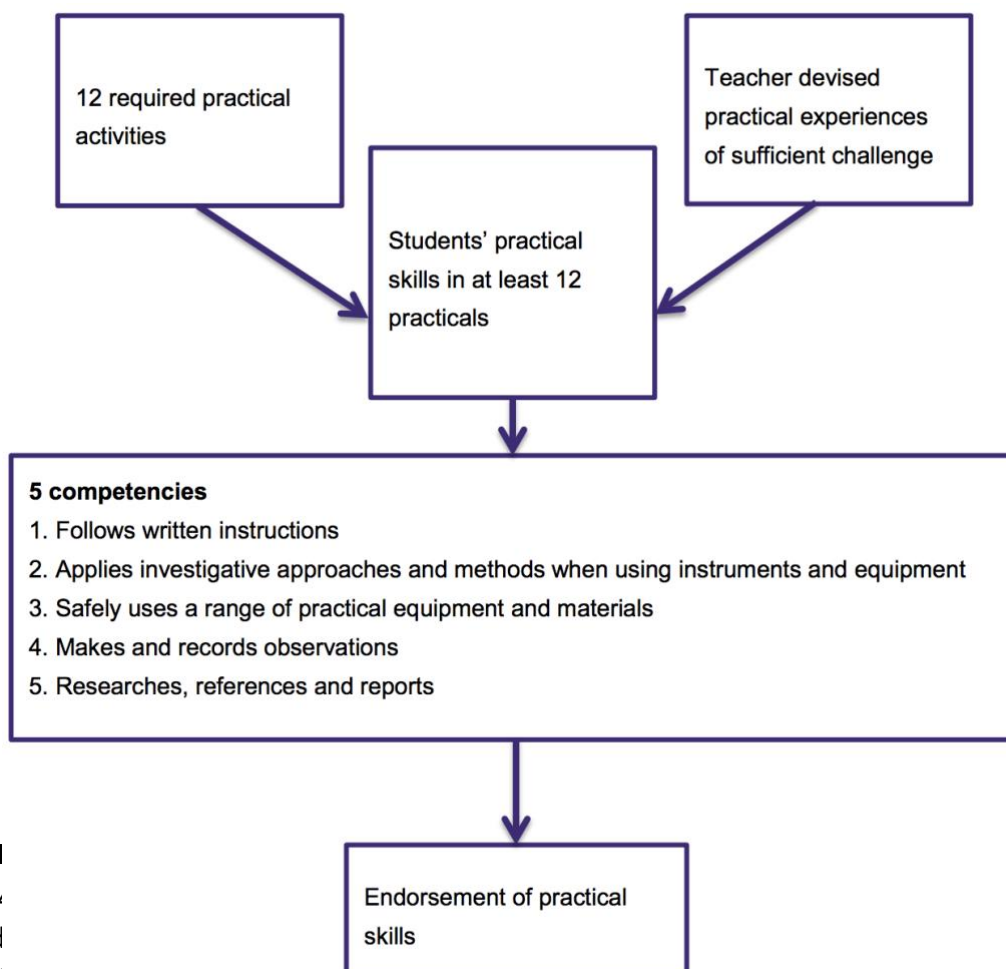 12 required practical
activities
Teacher devised
practical experiences
of sufficient challenge
Students’ practical
skills in at least 12
practicals
5 competencies
1. Follows written instructions
2. Applies investigative approaches and methods when using instruments and equipment
3. Safely uses a range of practical equipment and materials
4. Makes and records observations
5. Researches, references and reports
Endorsement of practical
skills